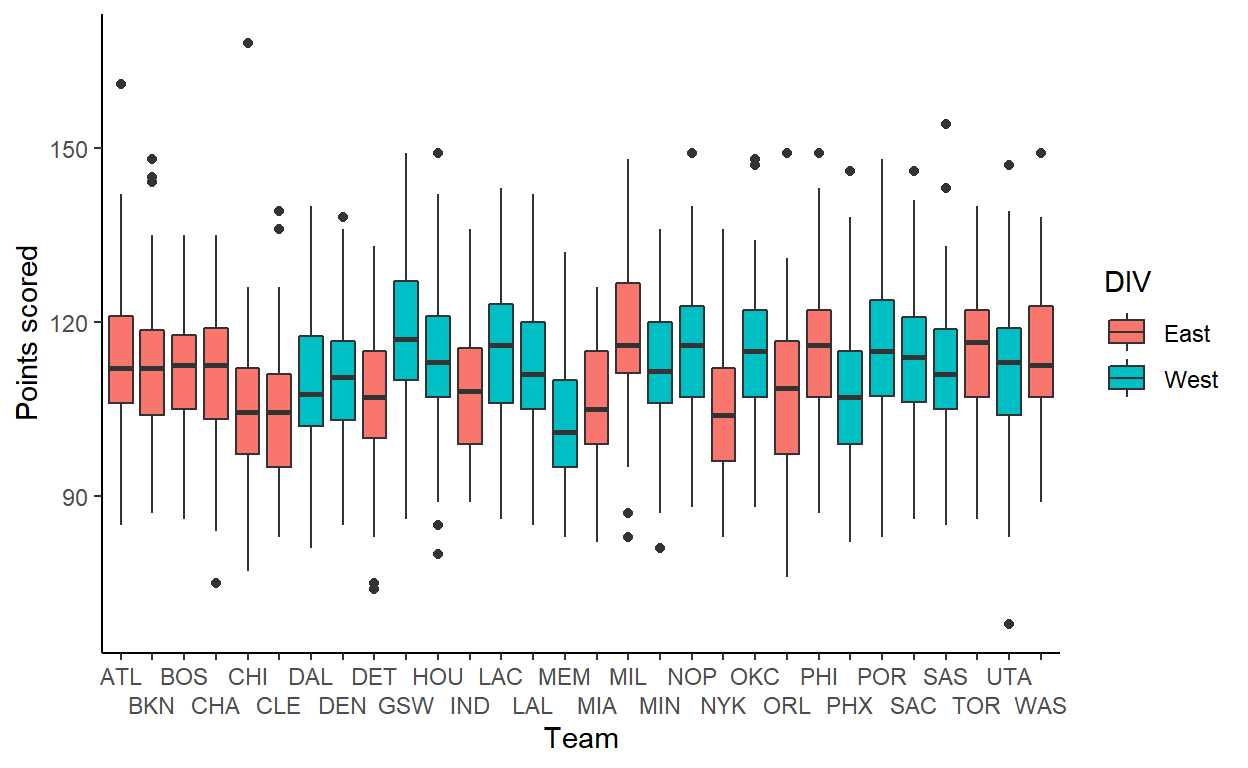 Points scored
150
120
90
ATL BOS CHI DAL DET HOU LAC MEM MIL NOP OKC PHI POR SAS UTA
BKN CHA CLE DEN GSW IND LAL MIA MIN NYK ORL PHX SAC TOR WAS
Team
DIV
East
West